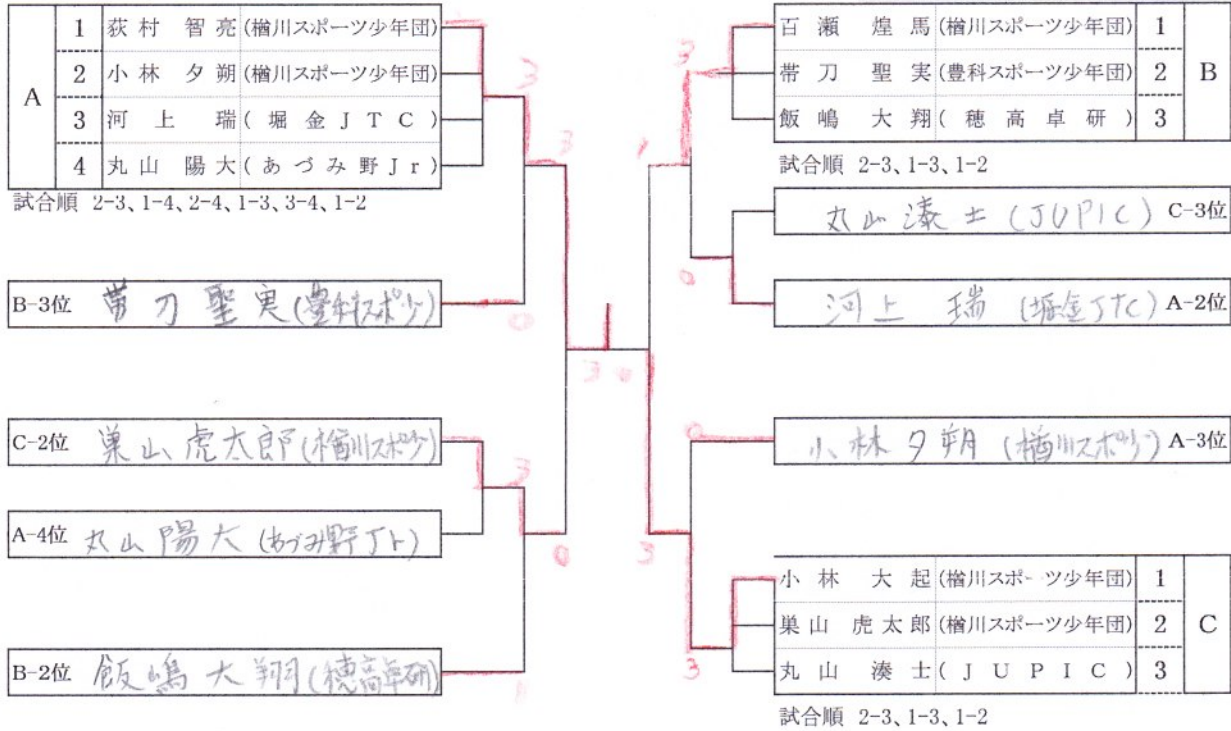 A
1 荻村 智亮 (楢川スポーツ少年団)
2 小林 夕朔 (楢川スポーツ少年団)
3 河上 瑞 (堀金JTC)
4 丸山 陽大 (あづみ野Jr)
試合順 2-3、1-4、2-4、1-3、3-4、1-2
B-3位 帯刀聖実(豊科スポ少)
C-2位 巣山虎太郎(楢川スポ少)
A-4位 丸山陽大(あづみ野Jr)
B-2位 飯嶋大翔(穂高卓研)
3
3
0
3
0
1
3 0
百瀬 煌馬 (楢川スポーツ少年団) 1
帯刀 聖実 (豊科スポーツ少年団) 2
飯嶋 大翔 (穂高卓研) 3
B
試合順 2-3、1-3、1-2
丸山湊士(JUPIC) C-3位
河上 瑞(堀金JTC) A-2位
小林夕朔(楢川スポ少) A-3位
小林 大起 (楢川スポーツ少年団) 1
巣山 虎太郎 (楢川スポーツ少年団) 2
丸山 湊士 (JUPIC) 3
C
試合順 2-3、1-3、1-2
3
1
0
0
3
3